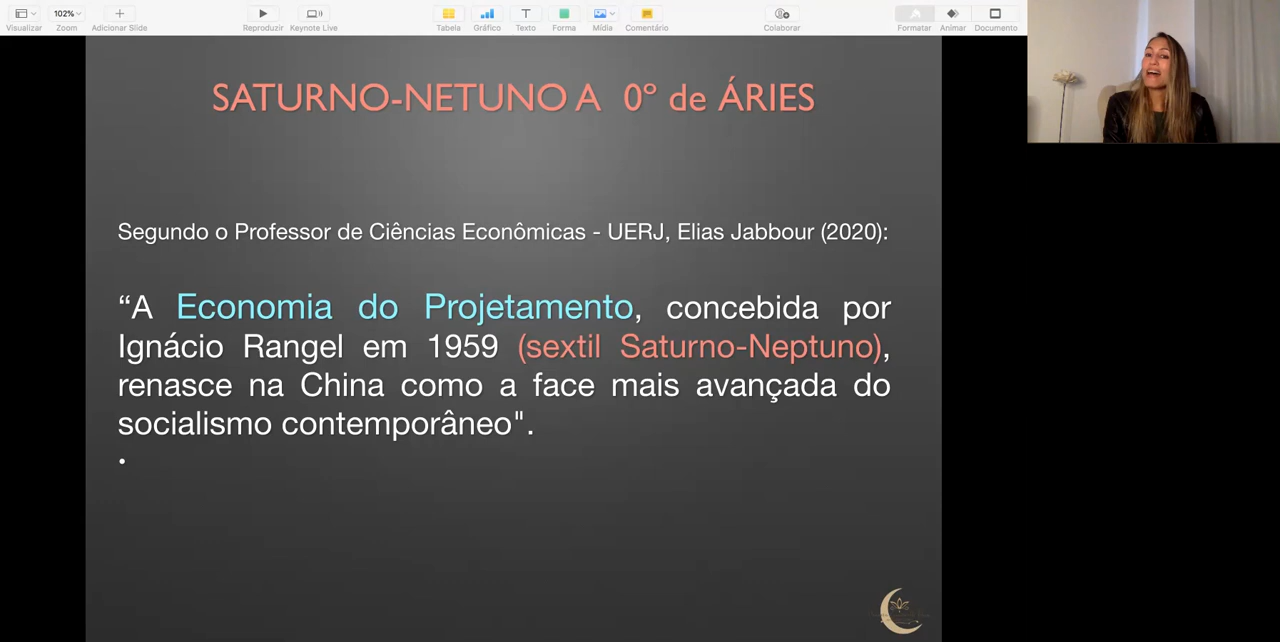 Visualizar
102%
Zoom
Adicionar Slide
Reproduzir
Keynote Live
Tabela
Gráfico
Texto
Forma
Mídia
Comentário
Colaborar
Formatar
Animar
Documento
SATURNO-NETUNO A 0º de ÁRIES
Segundo o Professor de Ciências Econômicas - UERJ, Elias Jabbour (2020):
“A Economia do Projetamento, concebida por
Ignácio Rangel em 1959 (sextil Saturno-Neptuno),
renasce na China como a face mais avançada do
socialismo contemporâneo".
•